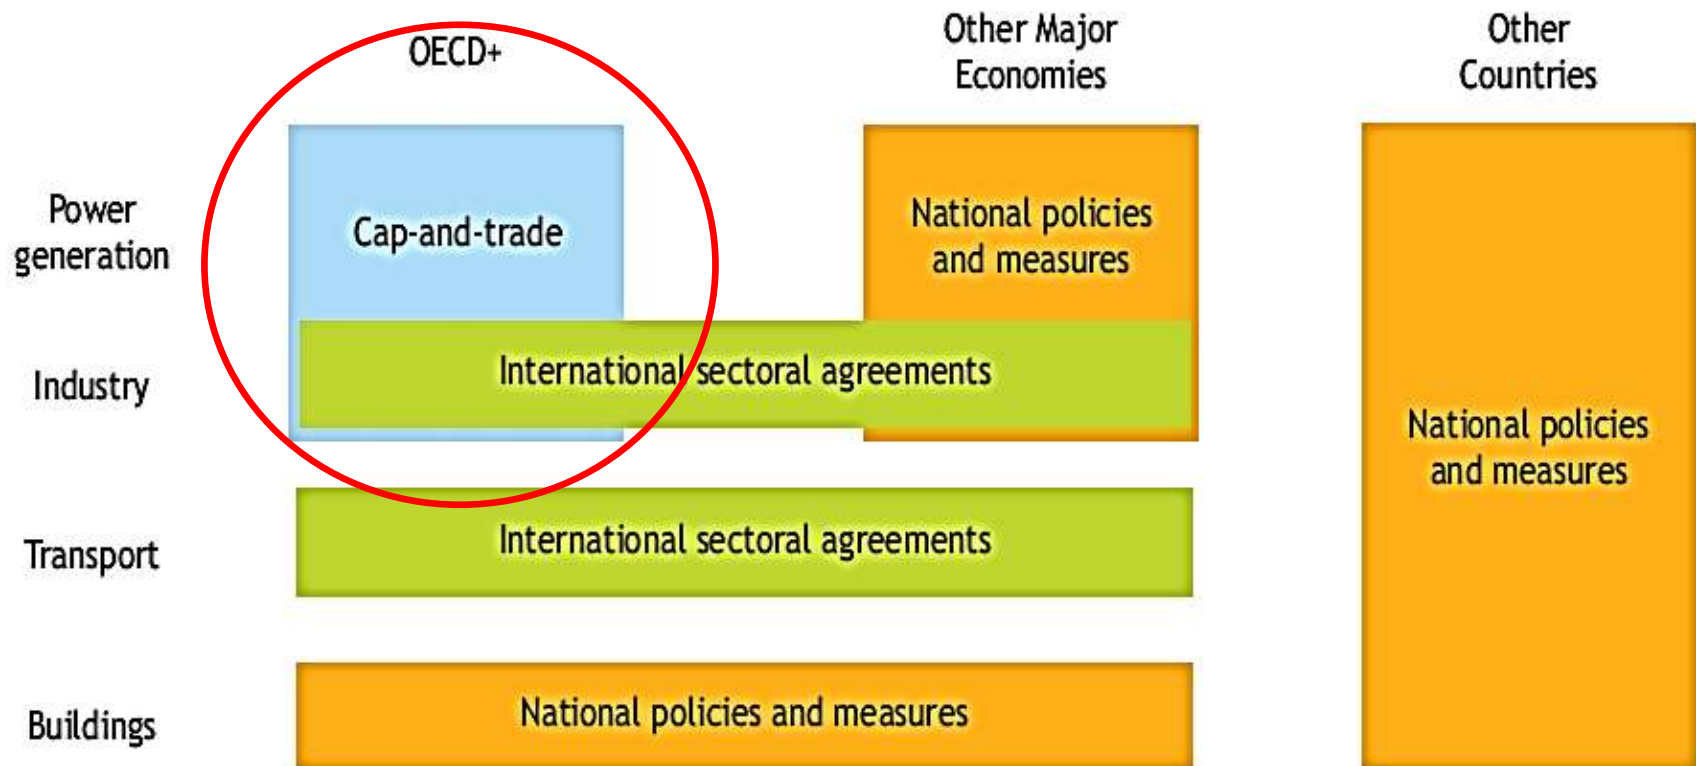 OECD+
Other Major
Economies
Other
Countries
Power
generation
Cap-and-trade
National policies
and measures
Industry
International sectoral agreements
National policies
and measures
Transport
International sectoral agreements
Buildings
National policies and measures